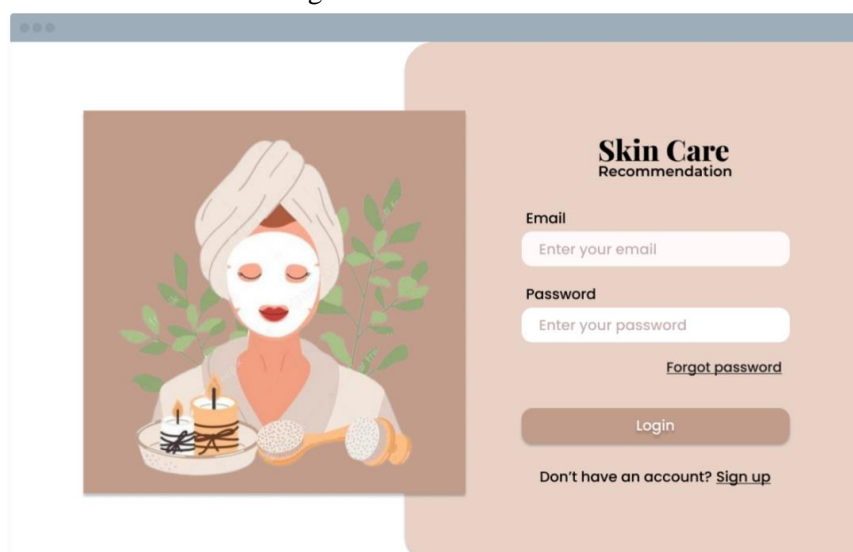 Skin Care
Recommendation
Email
Enter your email
Password
Enter your password
Forgot password
Login
Don’t have an account? Sign up